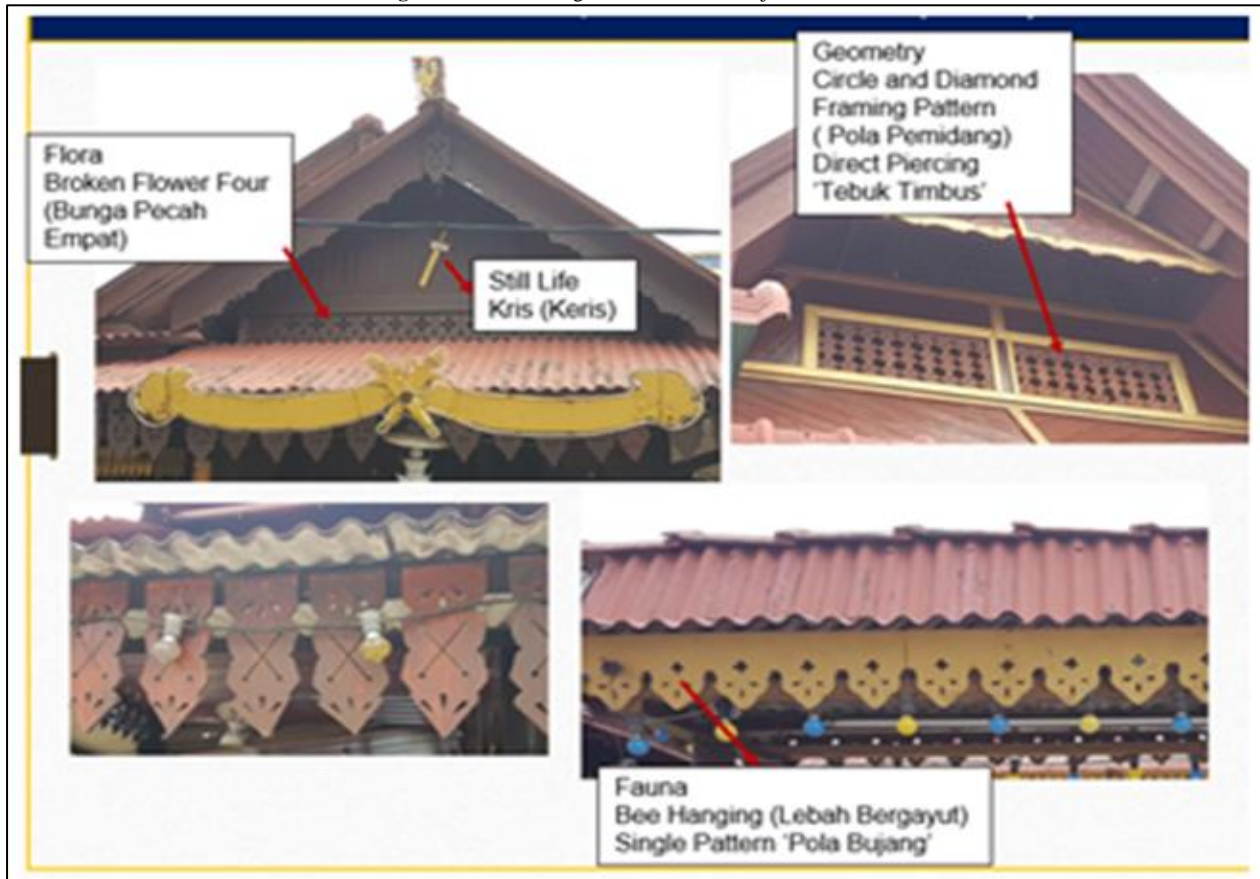 Flora
Broken Flower Four
(Bunga Pecah
Empat)
Still Life
Kris (Keris)
Geometry
Circle and Diamond
Framing Pattern
( Pola Pemidang)
Direct Piercing
'Tebuk Timbus'
Fauna
Bee Hanging (Lebah Bergayut)
Single Pattern 'Pola Bujang'